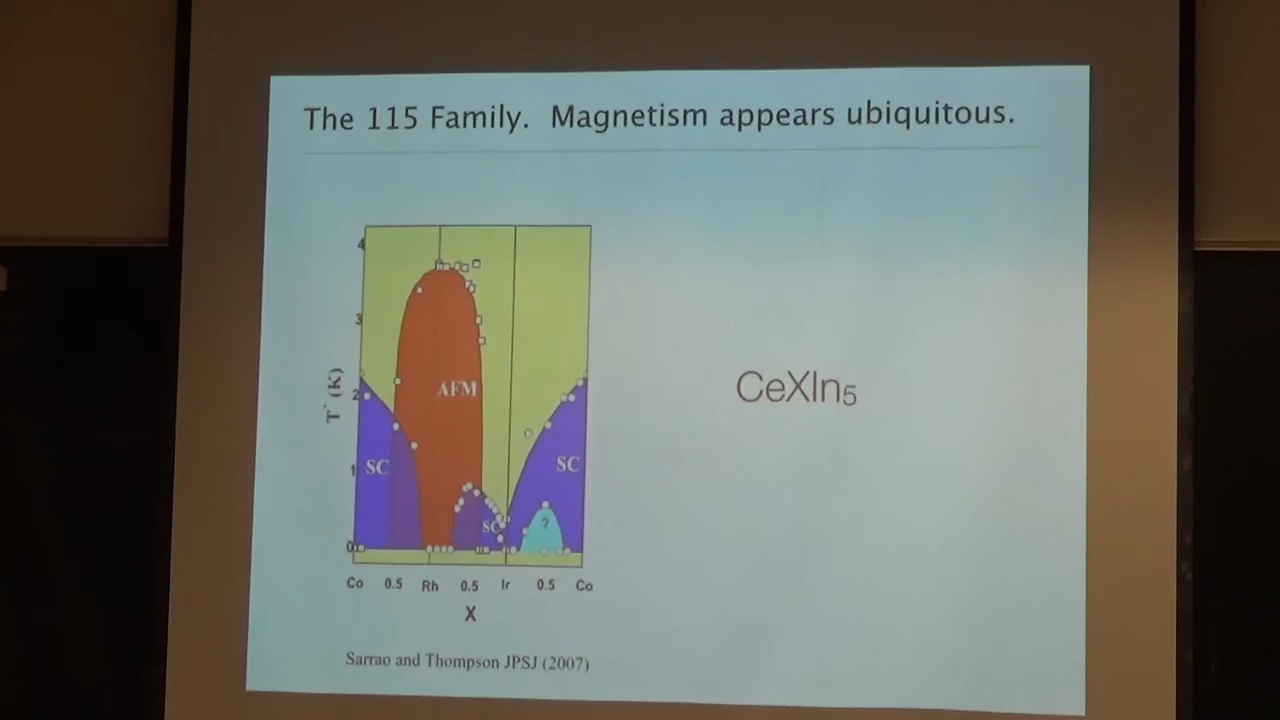 The 115 Family. Magnetism appears ubiquitous.
4
3
2
1
0
T* (K)
AFM
SC
SC
SC
?
Co 0.5 Rh 0.5 Ir 0.5 Co
X
CeXIn5
Sarrao and Thompson JPSJ (2007)